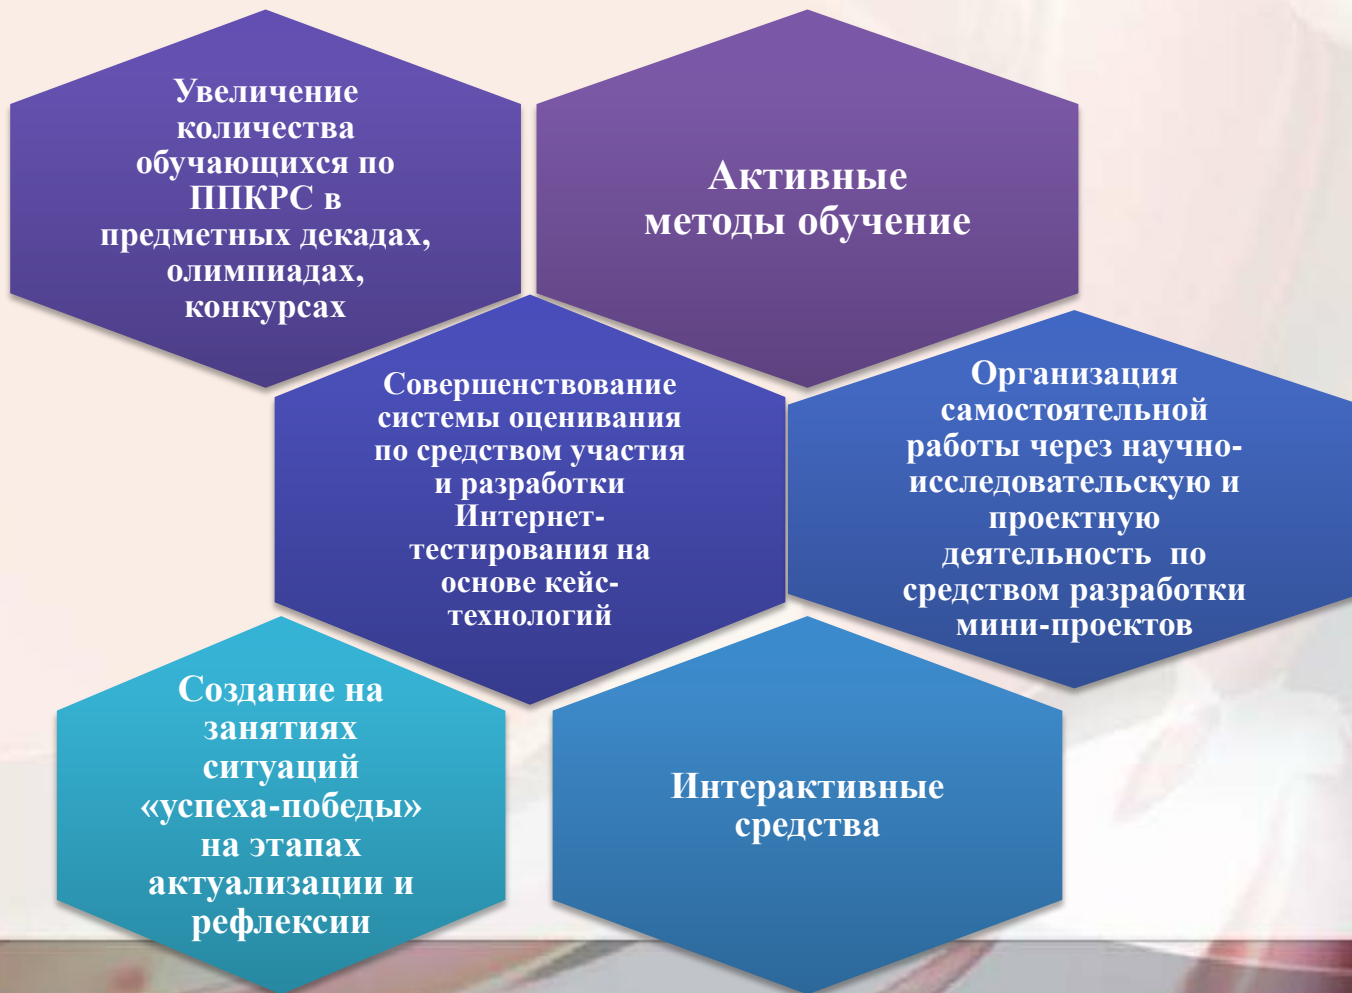 Увеличение
количества
обучающихся по
ППКРС в
предметных декадах,
олимпиадах,
конкурсах
Активные
методы обучение
Совершенствование
системы оценивания
по средством участия
и разработки
Интернет-
тестирования на
основе кейс-
технологий
Организация
самостоятельной
работы через научно-
исследовательскую и
проектную
деятельность по
средством разработки
мини-проектов
Создание на
занятиях
ситуаций
«успеха-победы»
на этапах
актуализации и
рефлексии
Интерактивные
средства